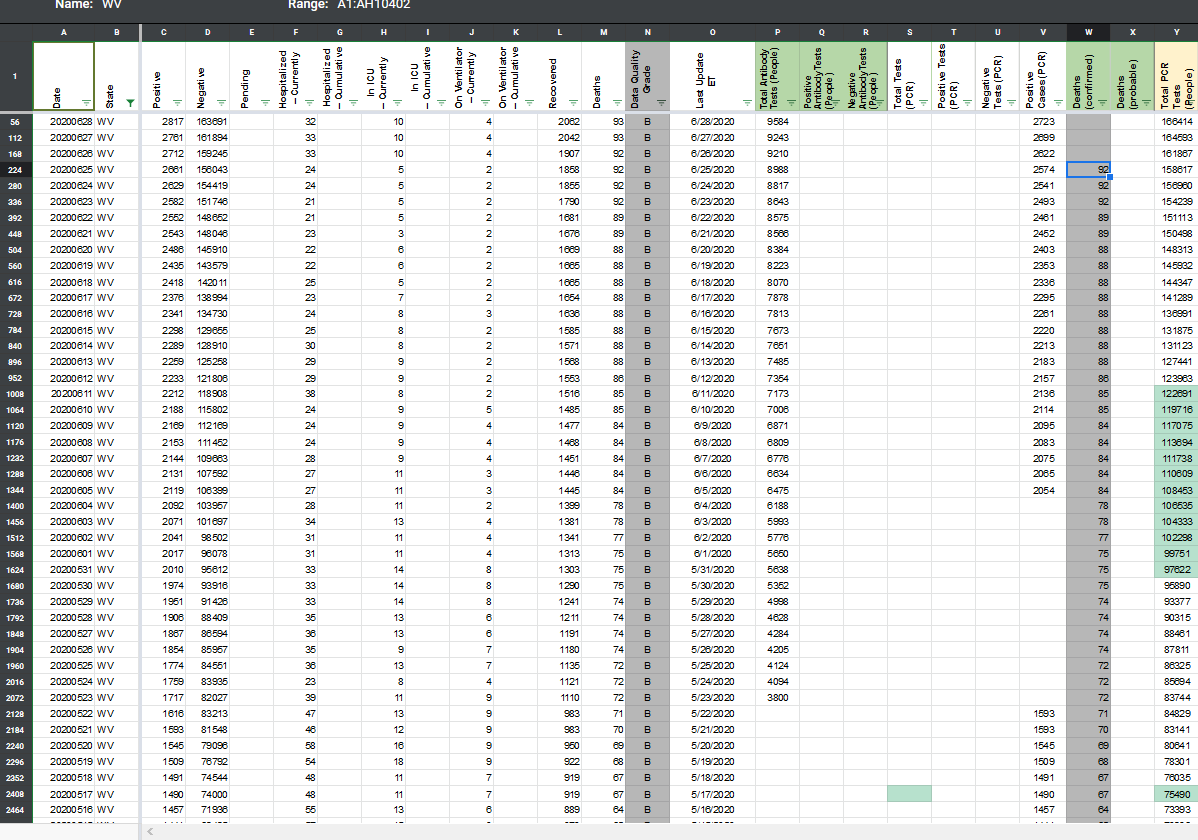 Name: WV Range: A1:AH10402
A B C D E F G H I J K L M N O P Q R S T U V W X Y
1 Date State Positive Negative Pending Hospitalized – Currently Hospitalized – Cumulative In ICU – Currently In ICU – Cumulative On Ventilator – Currently On Ventilator – Cumulative Recovered Deaths Data Quality Grade Last Update ET Total Antibody Tests (People) Positive Antibody Tests (People) Negative Antibody Tests (People) Total Tests (PCR) Positive Tests (PCR) Negative Tests (PCR) Positive Cases (PCR) Deaths (confirmed) Deaths (probable) Total PCR Tests (People)
56 20200628 WV 2817 163691 32 10 4 2062 93 B 6/28/2020 9584 2723 166414
112 20200627 WV 2761 161894 33 10 4 2042 93 B 6/27/2020 9243 2699 164593
168 20200626 WV 2712 159245 33 10 4 1907 92 B 6/26/2020 9210 2622 161867
224 20200625 WV 2661 156043 24 5 2 1858 92 B 6/25/2020 8988 2574 92 158617
280 20200624 WV 2629 154419 24 5 2 1855 92 B 6/24/2020 8817 2541 92 156960
336 20200623 WV 2582 151746 21 5 2 1790 92 B 6/23/2020 8643 2493 92 154239
392 20200622 WV 2552 148652 21 5 2 1681 89 B 6/22/2020 8575 2461 89 151113
448 20200621 WV 2543 148046 23 3 2 1676 89 B 6/21/2020 8566 2452 89 150498
504 20200620 WV 2486 145910 22 6 2 1669 88 B 6/20/2020 8384 2403 88 148313
560 20200619 WV 2435 143579 22 6 2 1665 88 B 6/19/2020 8223 2353 88 145932
616 20200618 WV 2418 142011 25 5 2 1665 88 B 6/18/2020 8070 2336 88 144347
672 20200617 WV 2376 138994 23 7 2 1654 88 B 6/17/2020 7878 2295 88 141289
728 20200616 WV 2341 134730 24 8 3 1636 88 B 6/16/2020 7813 2261 88 136991
784 20200615 WV 2298 129655 25 8 2 1585 88 B 6/15/2020 7673 2220 88 131875
840 20200614 WV 2289 128910 30 8 2 1571 88 B 6/14/2020 7651 2213 88 131123
896 20200613 WV 2259 125258 29 9 2 1568 88 B 6/13/2020 7485 2183 88 127441
952 20200612 WV 2233 121806 29 9 2 1553 86 B 6/12/2020 7354 2157 86 123963
1008 20200611 WV 2212 118908 38 8 2 1516 85 B 6/11/2020 7173 2136 85 122691
1064 20200610 WV 2188 115802 24 9 5 1485 85 B 6/10/2020 7006 2114 85 119716
1120 20200609 WV 2169 112169 24 9 4 1477 84 B 6/9/2020 6871 2095 84 117075
1176 20200608 WV 2153 111452 24 9 4 1468 84 B 6/8/2020 6809 2083 84 113694
1232 20200607 WV 2144 109663 28 9 4 1451 84 B 6/7/2020 6776 2075 84 111738
1288 20200606 WV 2131 107592 27 11 3 1446 84 B 6/6/2020 6634 2065 84 110609
1344 20200605 WV 2119 106399 27 11 3 1445 84 B 6/5/2020 6475 2054 84 108453
1400 20200604 WV 2092 103957 28 11 2 1399 78 B 6/4/2020 6188 78 106535
1456 20200603 WV 2071 101697 34 13 4 1381 78 B 6/3/2020 5993 78 104333
1512 20200602 WV 2041 98502 31 11 4 1341 77 B 6/2/2020 5776 77 102298
1568 20200601 WV 2017 96078 31 11 4 1313 75 B 6/1/2020 5650 75 99751
1624 20200531 WV 2010 95612 33 14 8 1303 75 B 5/31/2020 5638 75 97622
1680 20200530 WV 1974 93916 33 14 8 1290 75 B 5/30/2020 5352 75 95890
1736 20200529 WV 1951 91426 33 14 8 1241 74 B 5/29/2020 4998 74 93377
1792 20200528 WV 1906 88409 35 13 6 1211 74 B 5/28/2020 4628 74 90315
1848 20200527 WV 1867 86594 36 13 6 1191 74 B 5/27/2020 4284 74 88461
1904 20200526 WV 1854 85957 35 9 7 1180 74 B 5/26/2020 4205 74 87811
1960 20200525 WV 1774 84551 36 13 7 1135 72 B 5/25/2020 4124 72 86325
2016 20200524 WV 1759 83935 23 8 4 1121 72 B 5/24/2020 4094 72 85694
2072 20200523 WV 1717 82027 39 11 9 1110 72 B 5/23/2020 3800 72 83744
2128 20200522 WV 1616 83213 47 13 9 983 71 B 5/22/2020 1593 71 84829
2184 20200521 WV 1593 81548 46 12 9 983 70 B 5/21/2020 1593 70 83141
2240 20200520 WV 1545 79096 58 16 9 950 69 B 5/20/2020 1545 69 80641
2296 20200519 WV 1509 76792 54 18 9 922 68 B 5/19/2020 1509 68 78301
2352 20200518 WV 1491 74544 48 11 7 919 67 B 5/18/2020 1491 67 76035
2408 20200517 WV 1490 74000 48 11 7 919 67 B 5/17/2020 1490 67 75490
2464 20200516 WV 1457 71936 55 13 6 889 64 B 5/16/2020 1457 64 73393